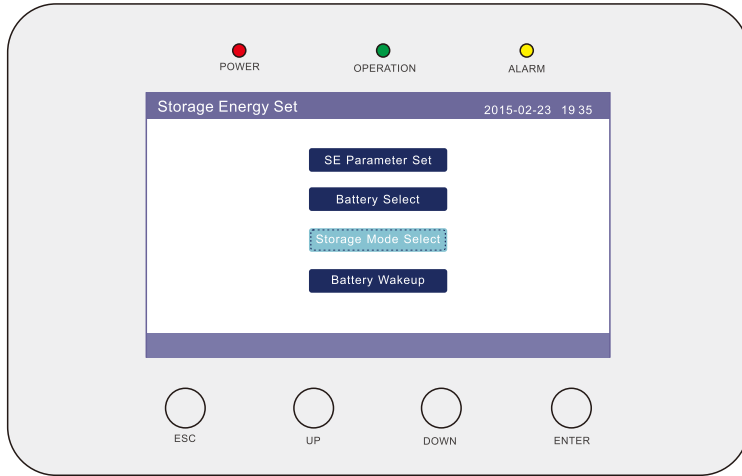 POWER OPERATION ALARM
Storage Energy Set 2015-02-23 19 35
SE Parameter Set
Battery Select
Storage Mode Select
Battery Wakeup
ESC UP DOWN ENTER